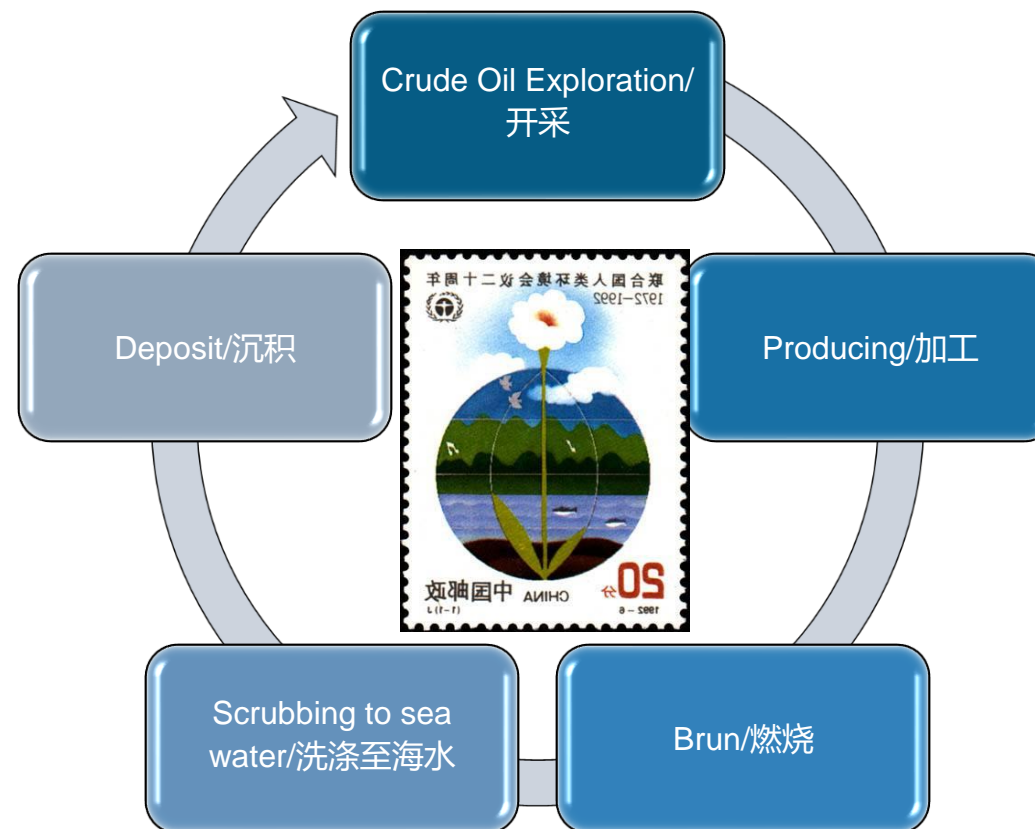 Crude Oil Exploration/
开采
Producing/加工
Brun/燃烧
Scrubbing to sea
water/洗涤至海水
Deposit/沉积
联合国人类环境会议二十周年
1972-1992
20分
中国邮政 CHINA
1992-6
(1-1) J